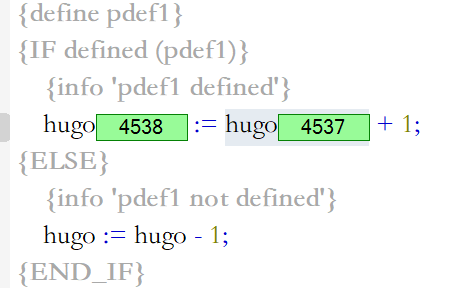 {define pdef1}
{IF defined (pdef1)}
{info 'pdef1 defined'}
hugo 4538 := hugo 4537 + 1;
{ELSE}
{info 'pdef1 not defined'}
hugo := hugo - 1;
{END_IF}